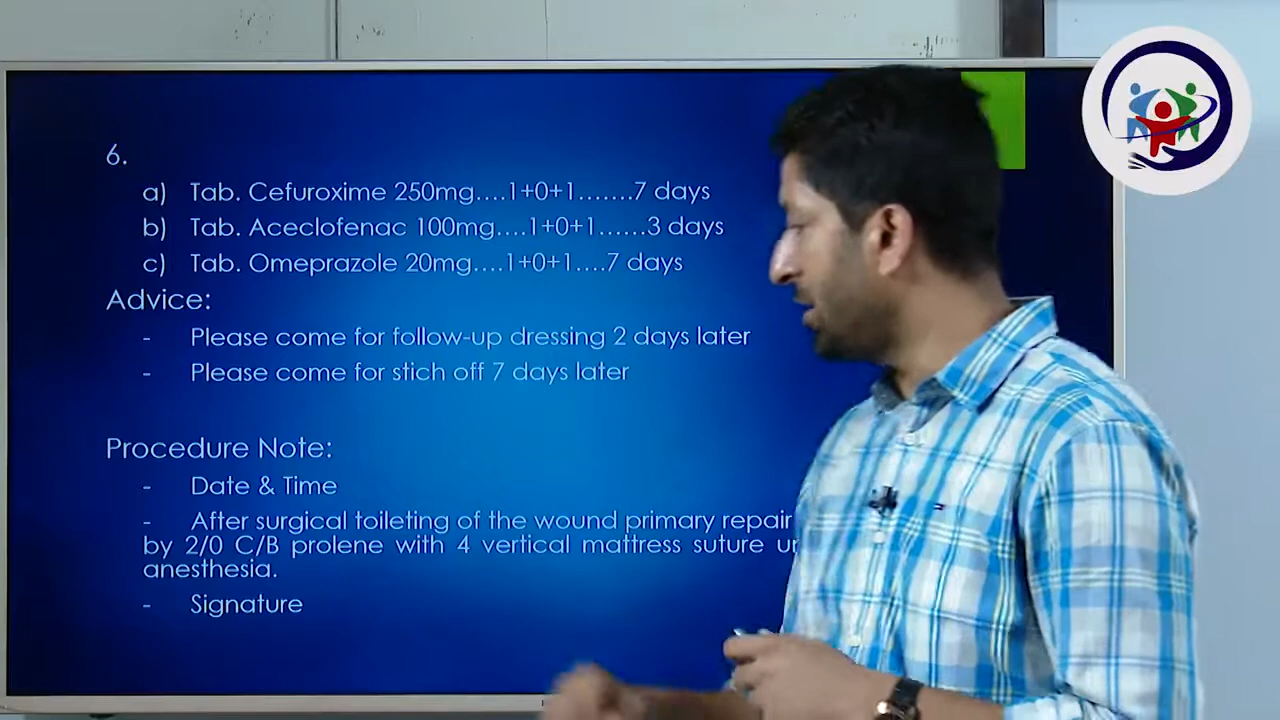 6.
a) Tab. Cefuroxime 250mg....1+0+1.......7 days
b) Tab. Aceclofenac 100mg....1+0+1......3 days
c) Tab. Omeprazole 20mg....1+0+1....7 days
Advice:
- Please come for follow-up dressing 2 days later
- Please come for stich off 7 days later
Procedure Note:
- Date & Time
- After surgical toileting of the wound primary repair
by 2/0 C/B prolene with 4 vertical mattress suture
anesthesia.
- Signature